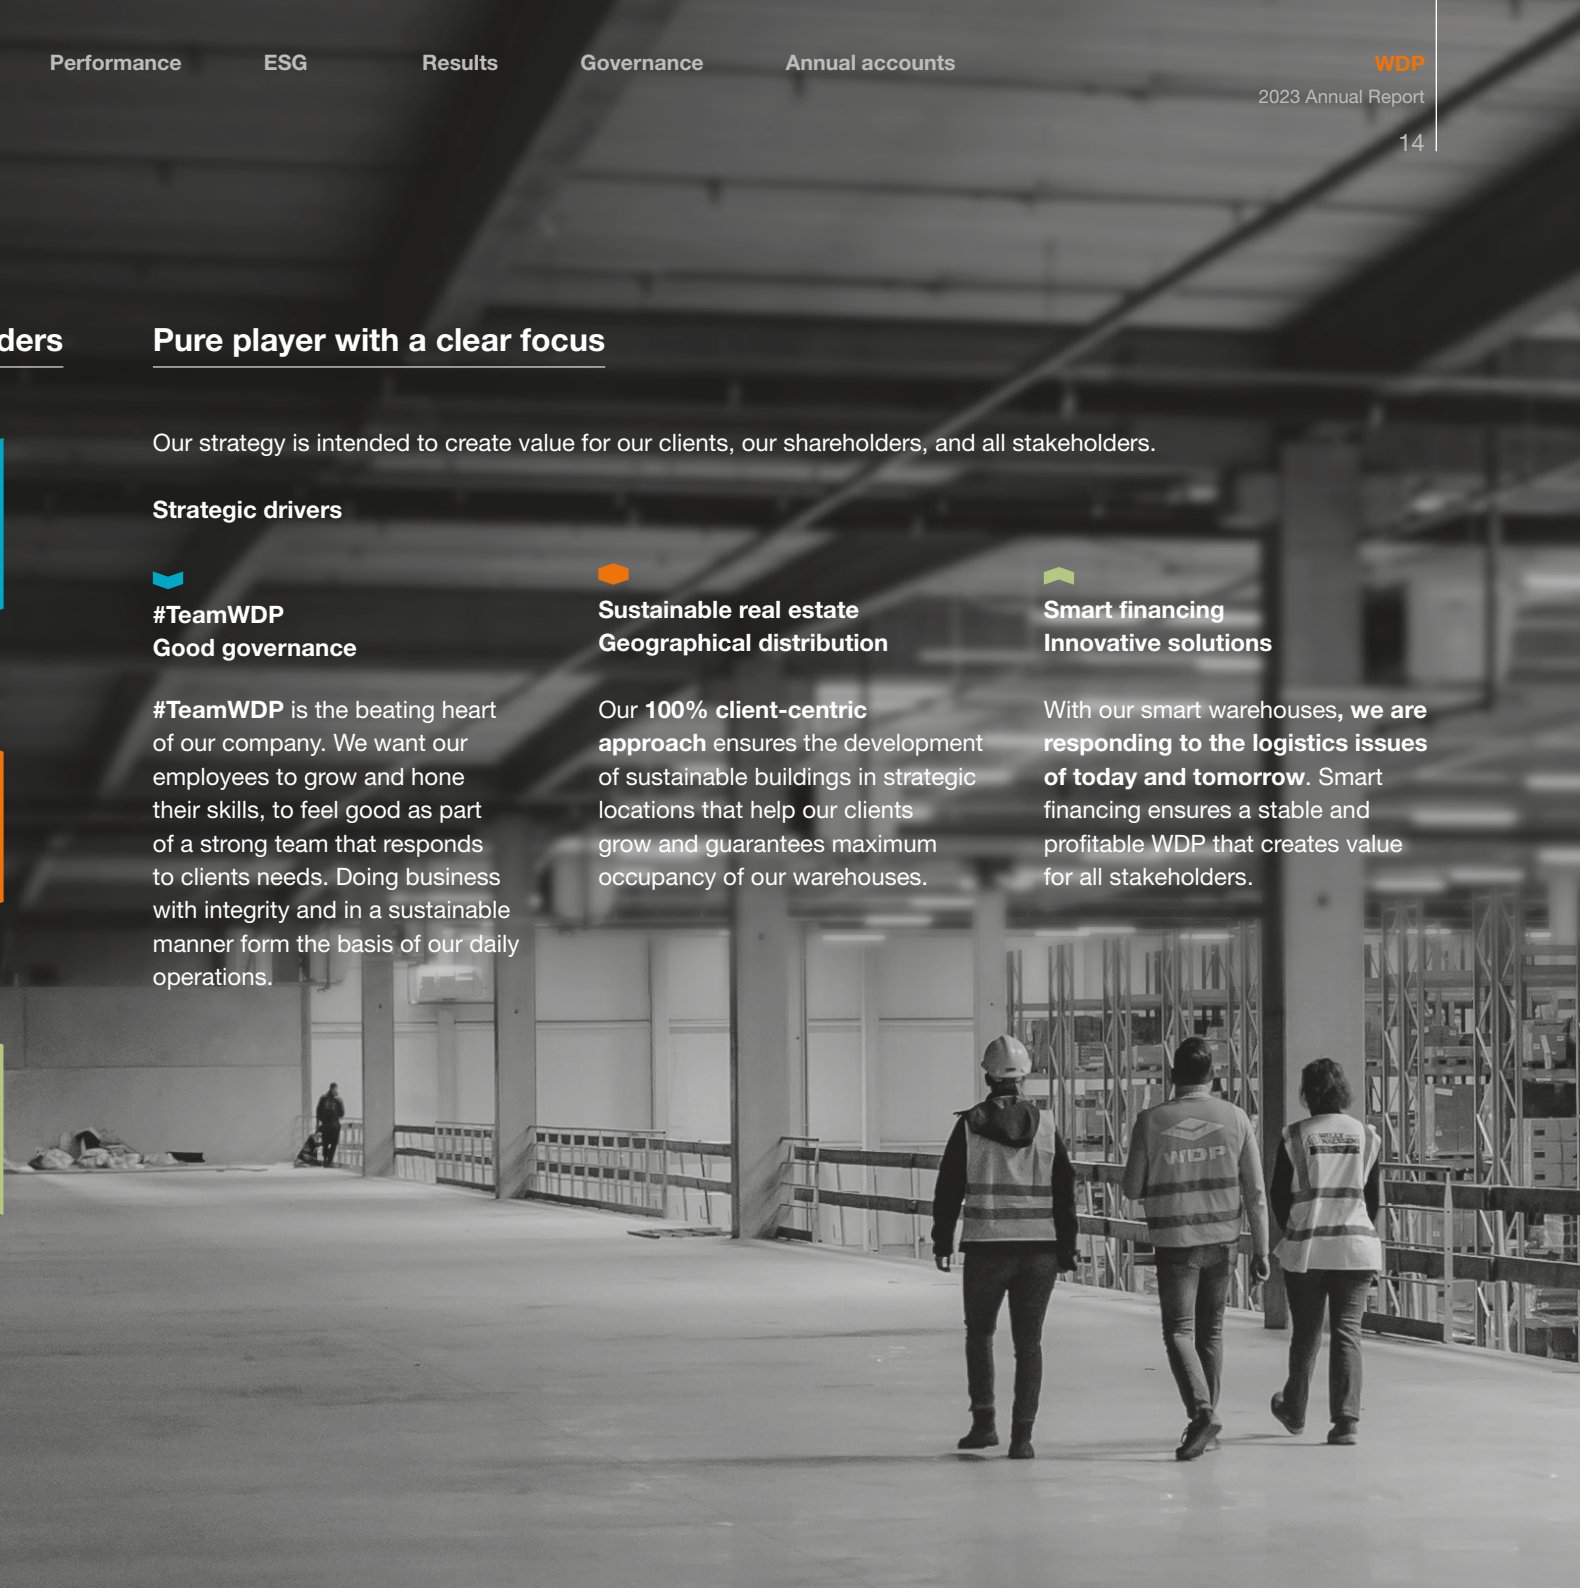 Performance ESG Results Governance Annual accounts
WDP
2023 Annual Report
14
ders
Pure player with a clear focus
Our strategy is intended to create value for our clients, our shareholders, and all stakeholders.
Strategic drivers
#TeamWDP
Good governance
#TeamWDP is the beating heart
of our company. We want our
employees to grow and hone
their skills, to feel good as part
of a strong team that responds
to clients needs. Doing business
with integrity and in a sustainable
manner form the basis of our daily
operations.
Sustainable real estate
Geographical distribution
Our 100% client-centric
approach ensures the development
of sustainable buildings in strategic
locations that help our clients
grow and guarantees maximum
occupancy of our warehouses.
Smart financing
Innovative solutions
With our smart warehouses, we are
responding to the logistics issues
of today and tomorrow. Smart
financing ensures a stable and
profitable WDP that creates value
for all stakeholders.
WDP